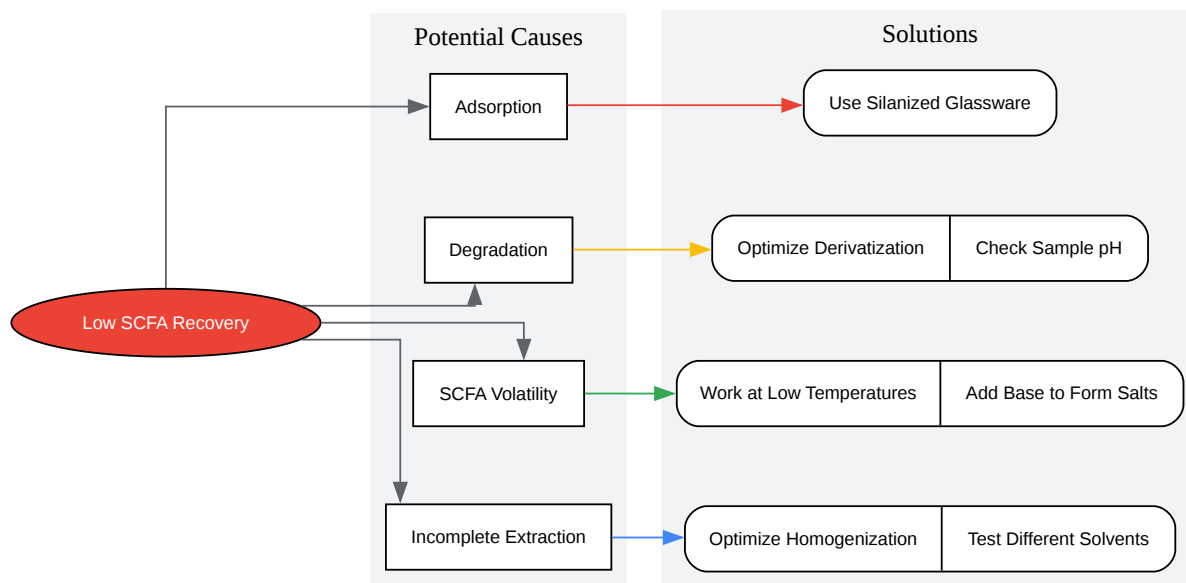 Potential Causes
Solutions
Adsorption
Use Silanized Glassware
Degradation
Optimize Derivatization
Check Sample pH
Low SCFA Recovery
SCFA Volatility
Work at Low Temperatures
Add Base to Form Salts
Incomplete Extraction
Optimize Homogenization
Test Different Solvents